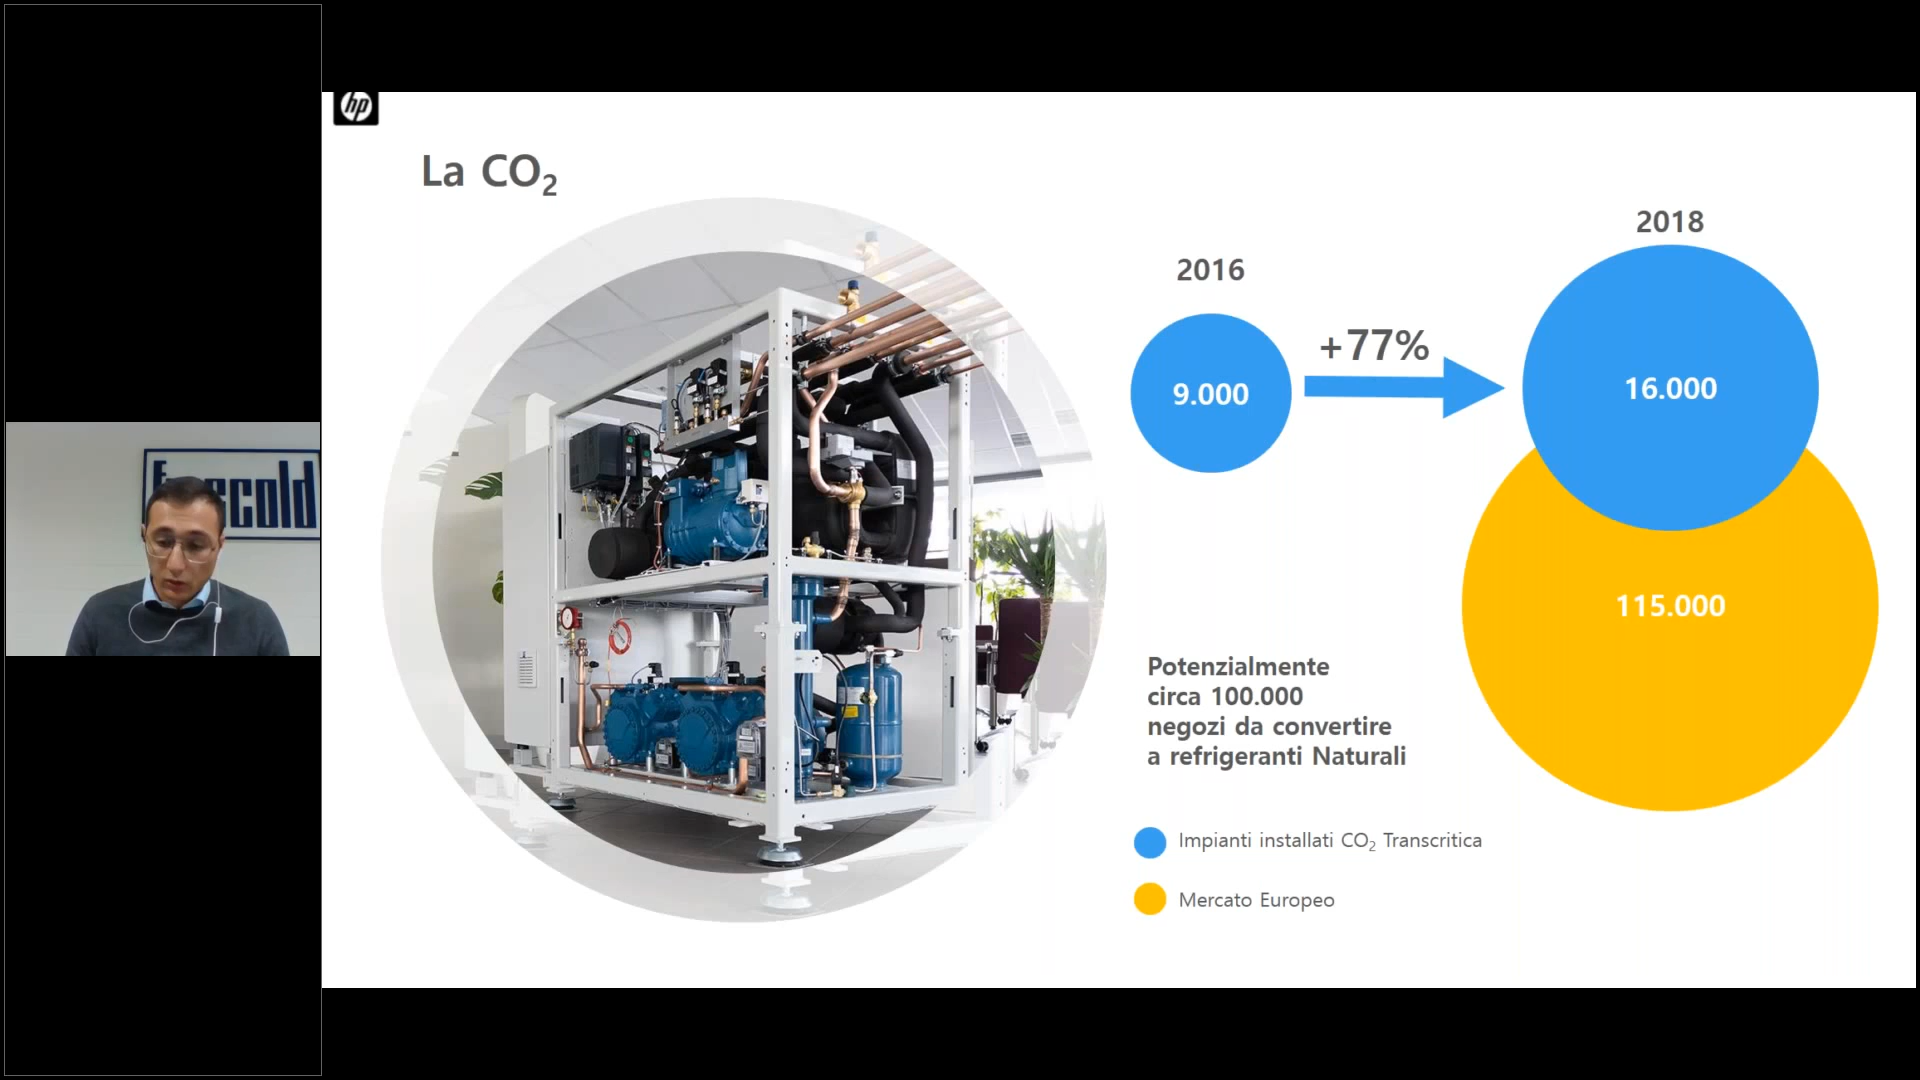 hp
La CO₂
2018
2016
+77%
9.000
16.000
115.000
Potenzialmente
circa 100.000
negozi da convertire
a refrigeranti Naturali
Impianti installati CO₂ Transcritica
Mercato Europeo